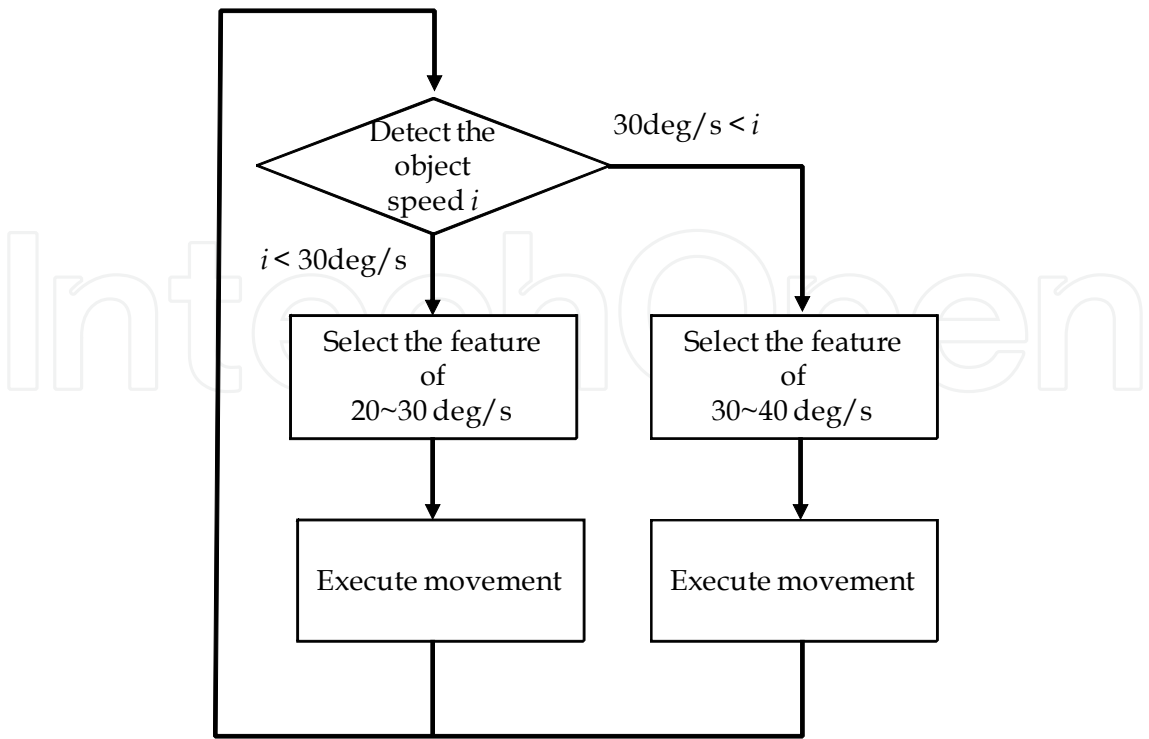 Detect the
object
speed i
30deg/s < i
i < 30deg/s
IntechOpen
Select the feature
of
20~30 deg/s
Select the feature
of
30~40 deg/s
Execute movement
Execute movement